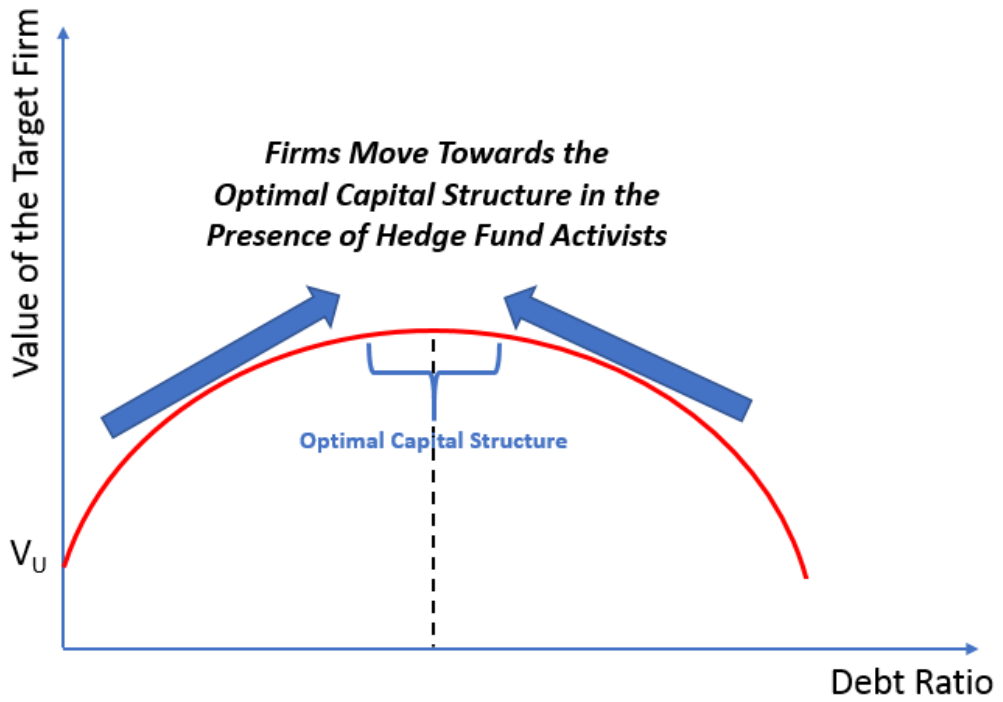 Value of the Target Firm
Firms Move Towards the
Optimal Capital Structure in the
Presence of Hedge Fund Activists
Optimal Capital Structure
VU
Debt Ratio